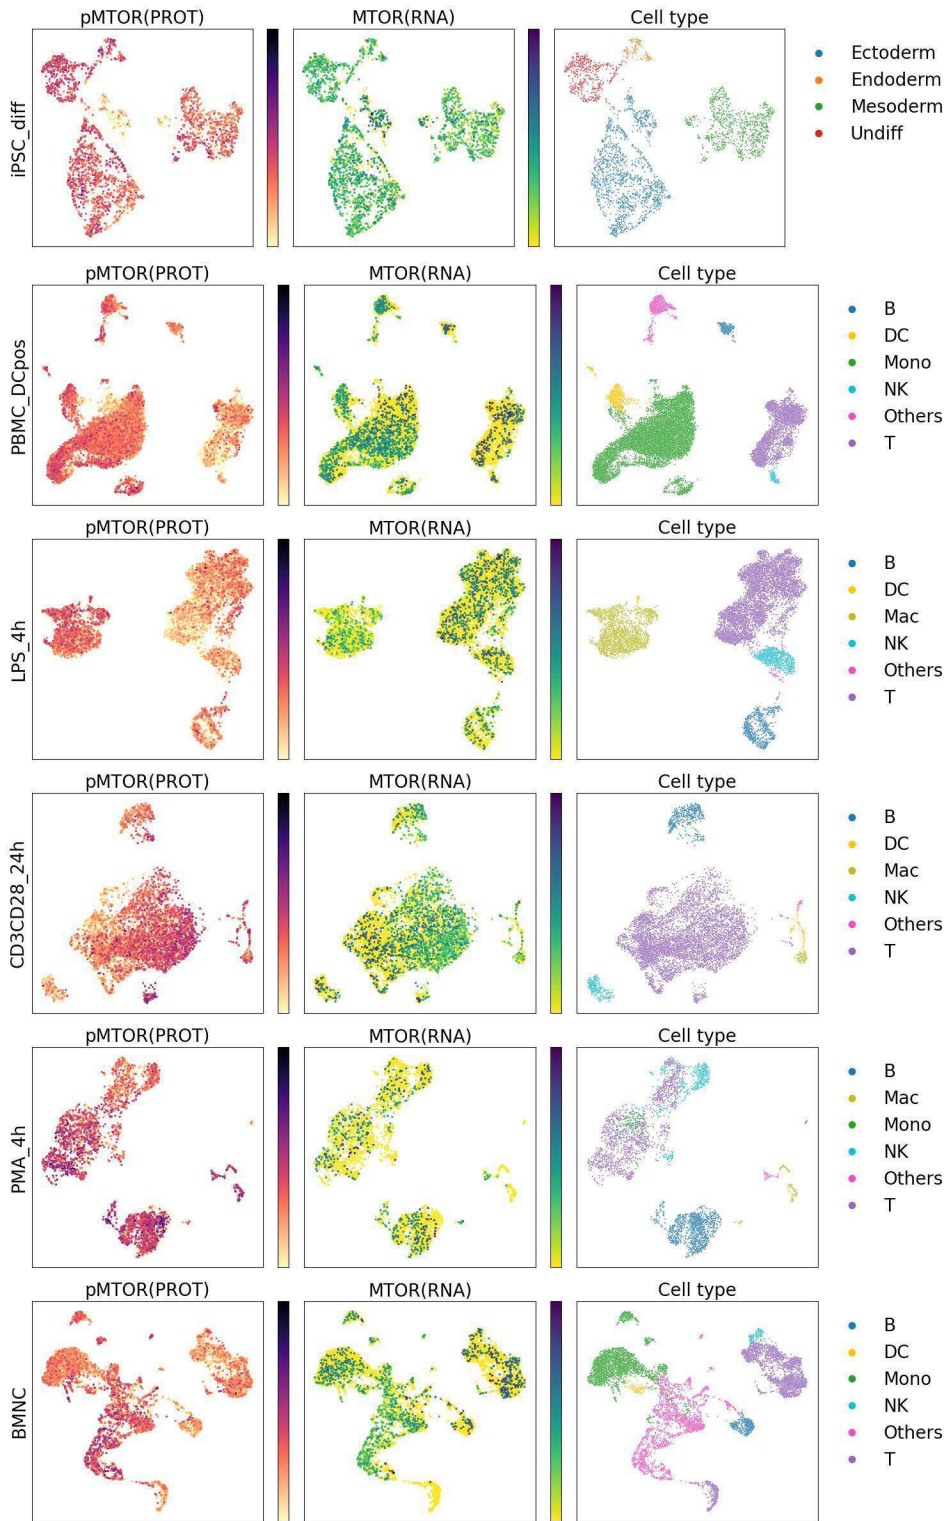 pMTOR(PROT) MTOR(RNA) Cell type
iPSC_diff
Ectoderm
Endoderm
Mesoderm
Undiff
pMTOR(PROT) MTOR(RNA) Cell type
PBMC_DCpos
B
DC
Mono
NK
Others
T
pMTOR(PROT) MTOR(RNA) Cell type
LPS_4h
B
DC
Mac
NK
Others
T
pMTOR(PROT) MTOR(RNA) Cell type
CD3CD28_24h
B
DC
Mac
NK
Others
T
pMTOR(PROT) MTOR(RNA) Cell type
PMA_4h
B
Mac
Mono
NK
Others
T
pMTOR(PROT) MTOR(RNA) Cell type
BMNC
B
DC
Mono
NK
Others
T